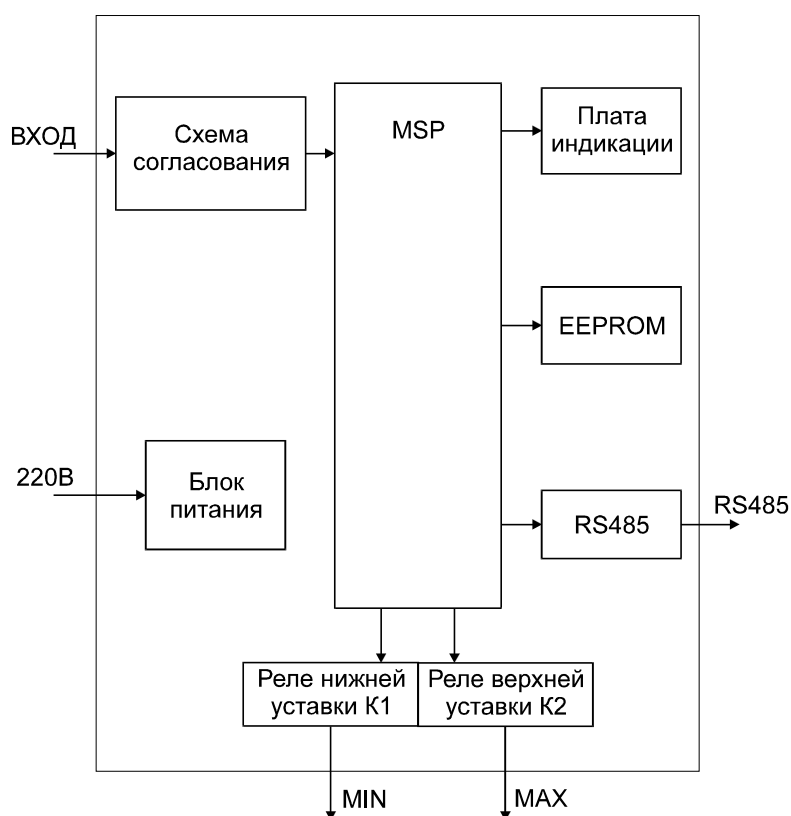 ВХОД
Схема
согласования
MSP
Плата
индикации
EEPROM
220В
Блок
питания
RS485
RS485
Реле нижней
уставки К1
Реле верхней
уставки К2
MIN
MAX